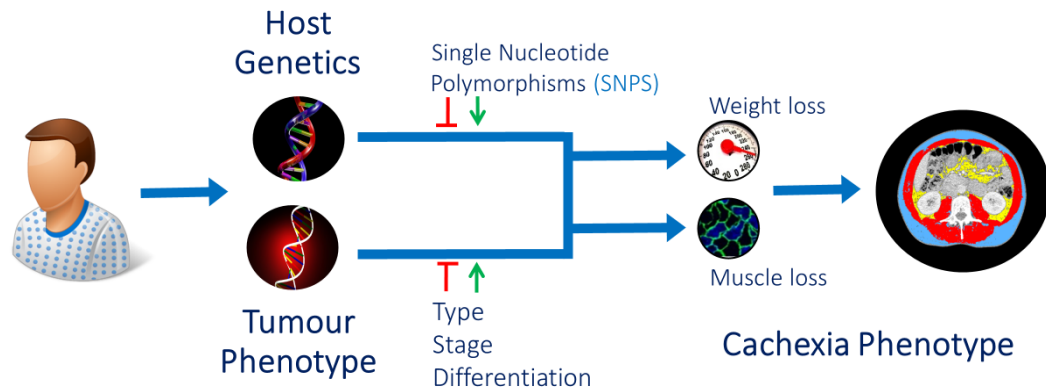 Host
Genetics
Single Nucleotide
Polymorphisms (SNPS)
Weight loss
Muscle loss
Tumour
Phenotype
Type
Stage
Differentiation
Cachexia Phenotype